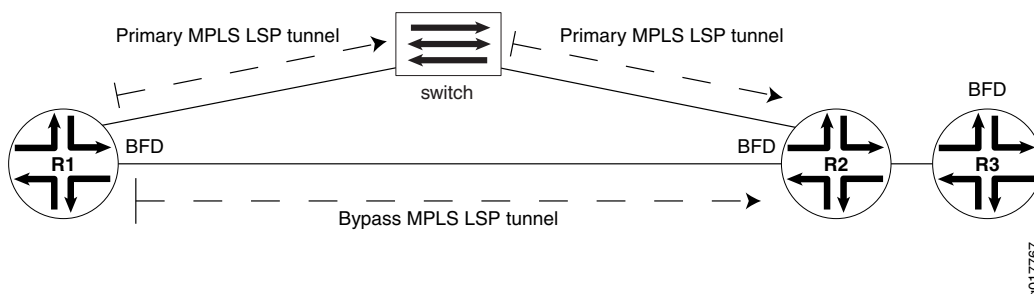 Primary MPLS LSP tunnel
Primary MPLS LSP tunnel
switch
BFD
R1
BFD
BFD
R2
R3
Bypass MPLS LSP tunnel
g017767